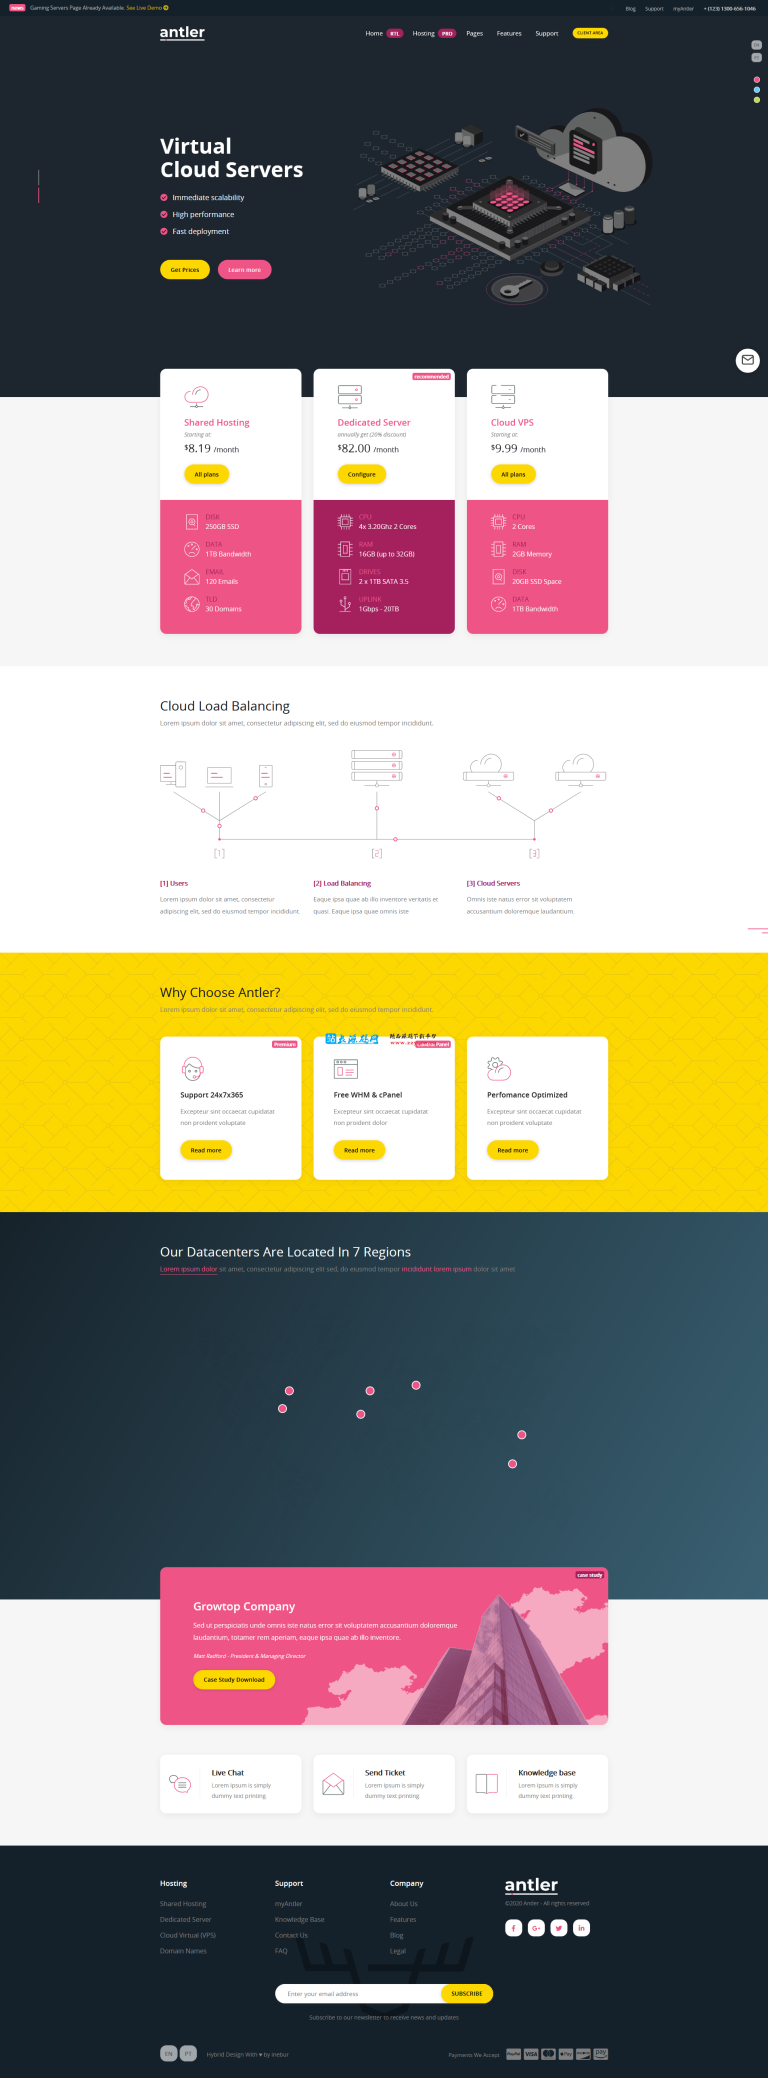 news Gaming Servers Page Already Available. See Live Demo
Blog Support myAntler + (123) 1300-656-1046
antler
Home RTL Hosting PRO Pages Features Support CLIENT AREA
EN
PT
Virtual
Cloud Servers
Immediate scalability
High performance
Fast deployment
Get Prices Learn more
Shared Hosting
Starting at
$8.19 /month
All plans
DISK
250GB SSD
DATA
1TB Bandwidth
EMAIL
120 Emails
TLD
30 Domains
recommended
Dedicated Server
annually get (20% discount)
$82.00 /month
Configure
CPU
4x 3.20Ghz 2 Cores
RAM
16GB (up to 32GB)
DRIVES
2 x 1TB SATA 3.5
UPLINK
1Gbps - 20TB
Cloud VPS
Starting at
$9.99 /month
All plans
CPU
2 Cores
RAM
2GB Memory
DISK
20GB SSD Space
DATA
1TB Bandwidth
Cloud Load Balancing
Lorem ipsum dolor sit amet, consectetur adipiscing elit, sed do eiusmod tempor incididunt.
[1] [2] [3]
[1] Users
Lorem ipsum dolor sit amet, consectetur
adipiscing elit, sed do eiusmod tempor incididunt
[2] Load Balancing
Eaque ipsa quae ab illo inventore veritatis et
quasi. Eaque ipsa quae omnis iste
[3] Cloud Servers
Omnis iste natus error sit voluptatem
accusantium doloremque laudantium
Why Choose Antler?
Lorem ipsum dolor sit amet, consectetur adipiscing elit, sed do eiusmod tempor incididunt.
Premium
Support 24x7x365
Excepteur sint occaecat cupidatat
non proident voluptate
Read more
Panel
Free WHM & cPanel
Excepteur sint occaecat cupidatat
non proident dolor
Read more
Perfomance Optimized
Excepteur sint occaecat cupidatat
non proident voluptate
Read more
Our Datacenters Are Located In 7 Regions
Lorem ipsum dolor sit amet, consectetur adipiscing elit sed, do eiusmod tempor incididunt lorem ipsum dolor sit amet
case study
Growtop Company
Sed ut perspiciatis unde omnis iste natus error sit voluptatem accusantium doloremque
laudantium, totamer rem aperiam, eaque ipsa quae ab illo inventore.
Matt Radford - President & Managing Director
Case Study Download
Live Chat
Lorem Ipsum is simply
dummy text printing
Send Ticket
Lorem Ipsum is simply
dummy text printing
Knowledge base
Lorem Ipsum is simply
dummy text printing
Hosting
Shared Hosting
Dedicated Server
Cloud Virtual (VPS)
Domain Names
Support
myAntler
Knowledge Base
Contact Us
FAQ
Company
About Us
Features
Blog
Legal
antler
©2020 Antler - All rights reserved
Enter your email address SUBSCRIBE
Subscribe to our newsletter to receive news and updates
EN PT Hybrid Design With ♥ by inebur
Payments We Accept PayPal VISA Pay